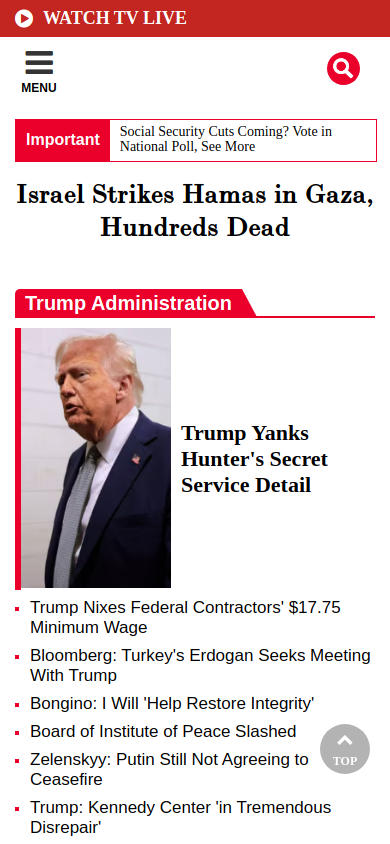 WATCH TV LIVE
MENU
Important
Social Security Cuts Coming? Vote in
National Poll, See More
Israel Strikes Hamas in Gaza,
Hundreds Dead
Trump Administration
Trump Yanks
Hunter's Secret
Service Detail
Trump Nixes Federal Contractors' $17.75
Minimum Wage
Bloomberg: Turkey's Erdogan Seeks Meeting
With Trump
Bongino: I Will 'Help Restore Integrity'
Board of Institute of Peace Slashed
Zelenskyy: Putin Still Not Agreeing to
Ceasefire
TOP
Trump: Kennedy Center 'in Tremendous
Disrepair'